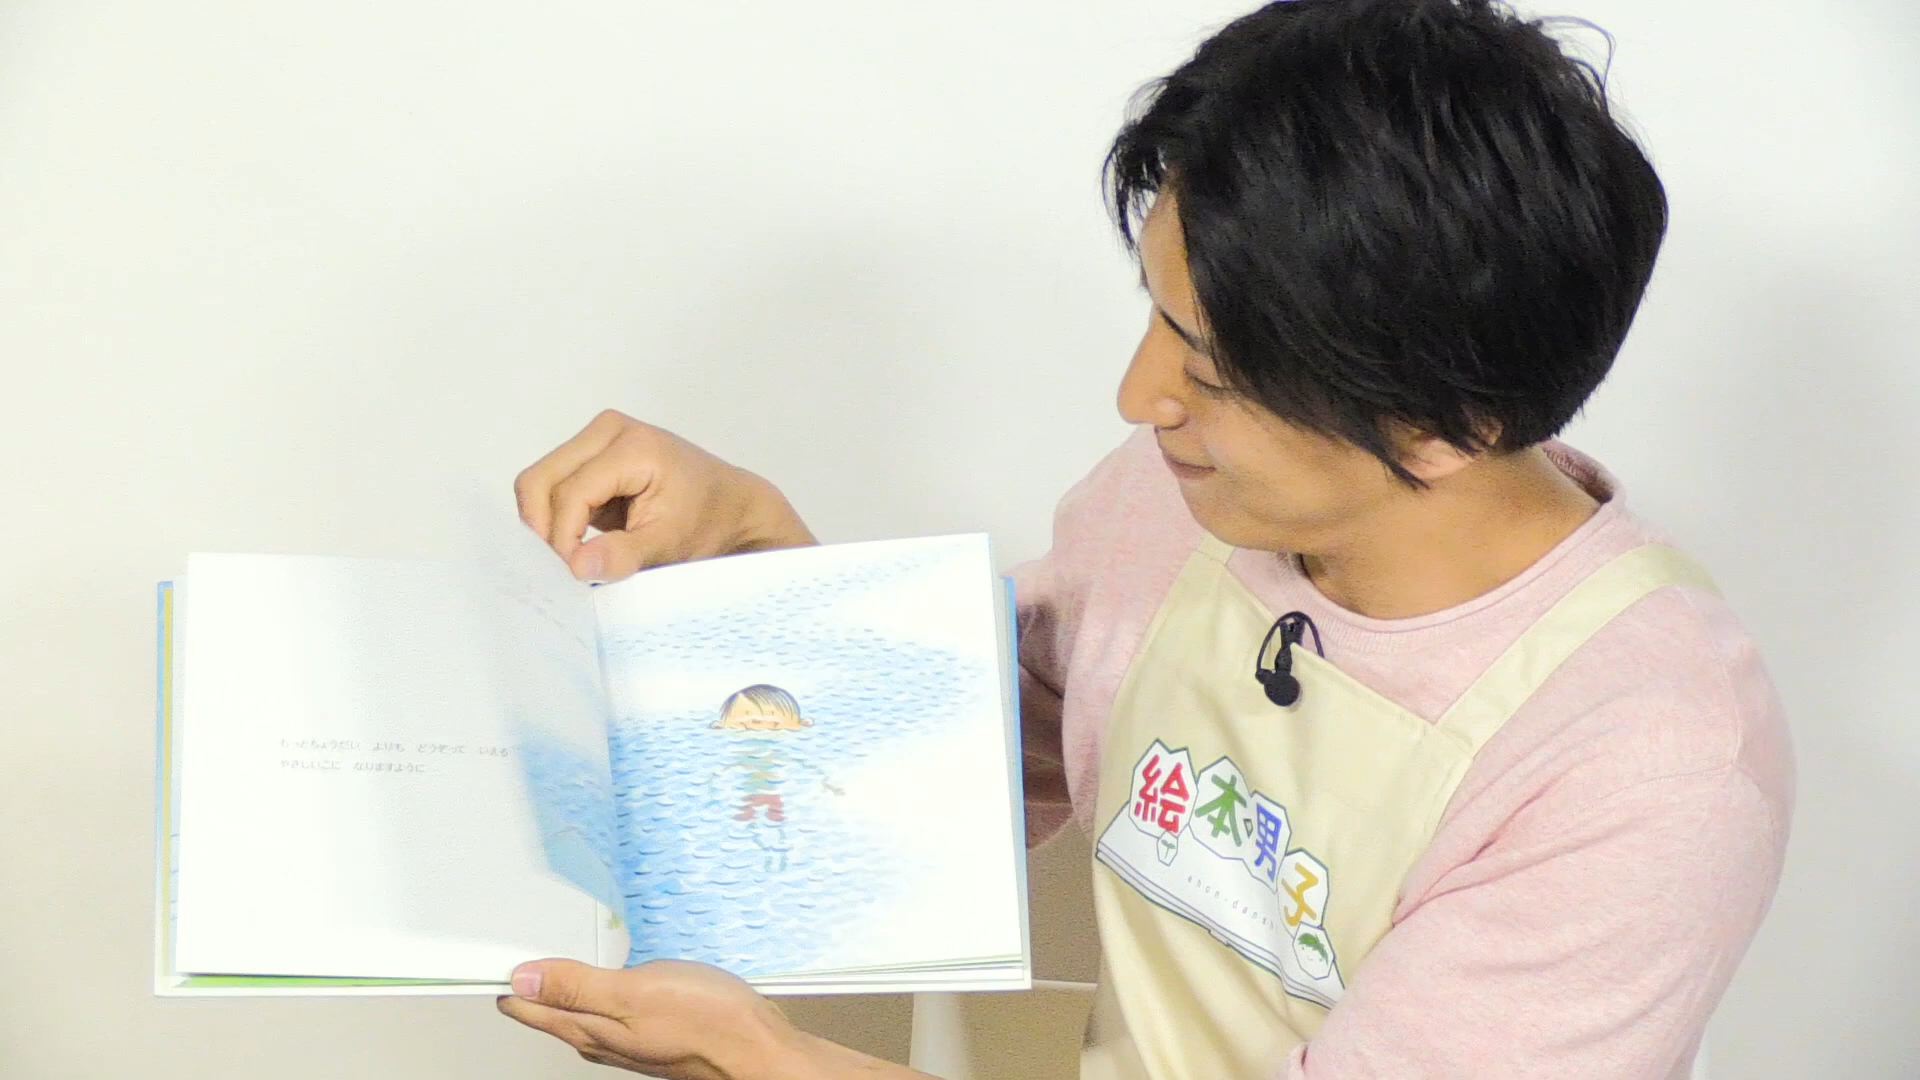 もっとちょうだい　よりも　どうぞって　いえる
やさしいこに　なりますように…
絵本男子
ehon-danshi